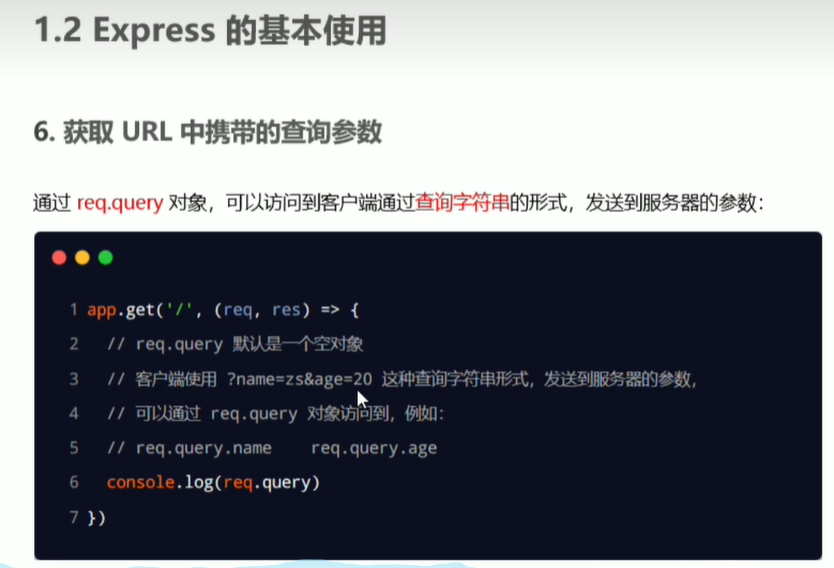 1.2 Express 的基本使用
6. 获取 URL 中携带的查询参数
通过 req.query 对象，可以访问到客户端通过查询字符串的形式，发送到服务器的参数：
1 app.get('/', (req, res) => {
2 // req.query 默认是一个空对象
3 // 客户端使用 ?name=zs&age=20 这种查询字符串形式，发送到服务器的参数，
4 // 可以通过 req.query 对象访问到，例如：
5 // req.query.name req.query.age
6 console.log(req.query)
7 })